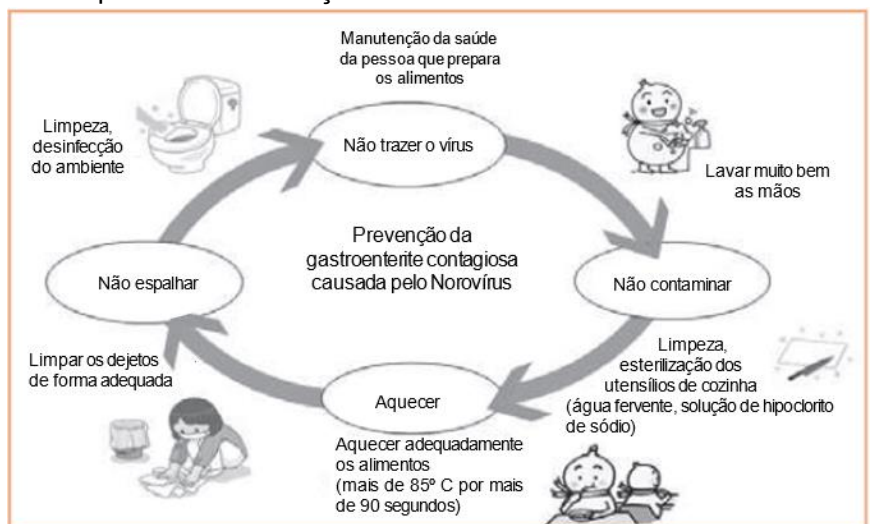 Manutenção da saúde
da pessoa que prepara
os alimentos
Não trazer o vírus
Limpeza,
desinfecção
do ambiente
Lavar muito bem
as mãos
Prevenção da
gastroenterite contagiosa
causada pelo Norovírus
Não espalhar
Não contaminar
Limpar os dejetos
de forma adequada
Limpeza,
esterilização dos
utensílios de cozinha
(água fervente, solução de hipoclorito
de sódio)
Aquecer
Aquecer adequadamente
os alimentos
(mais de 85º C por mais
de 90 segundos)